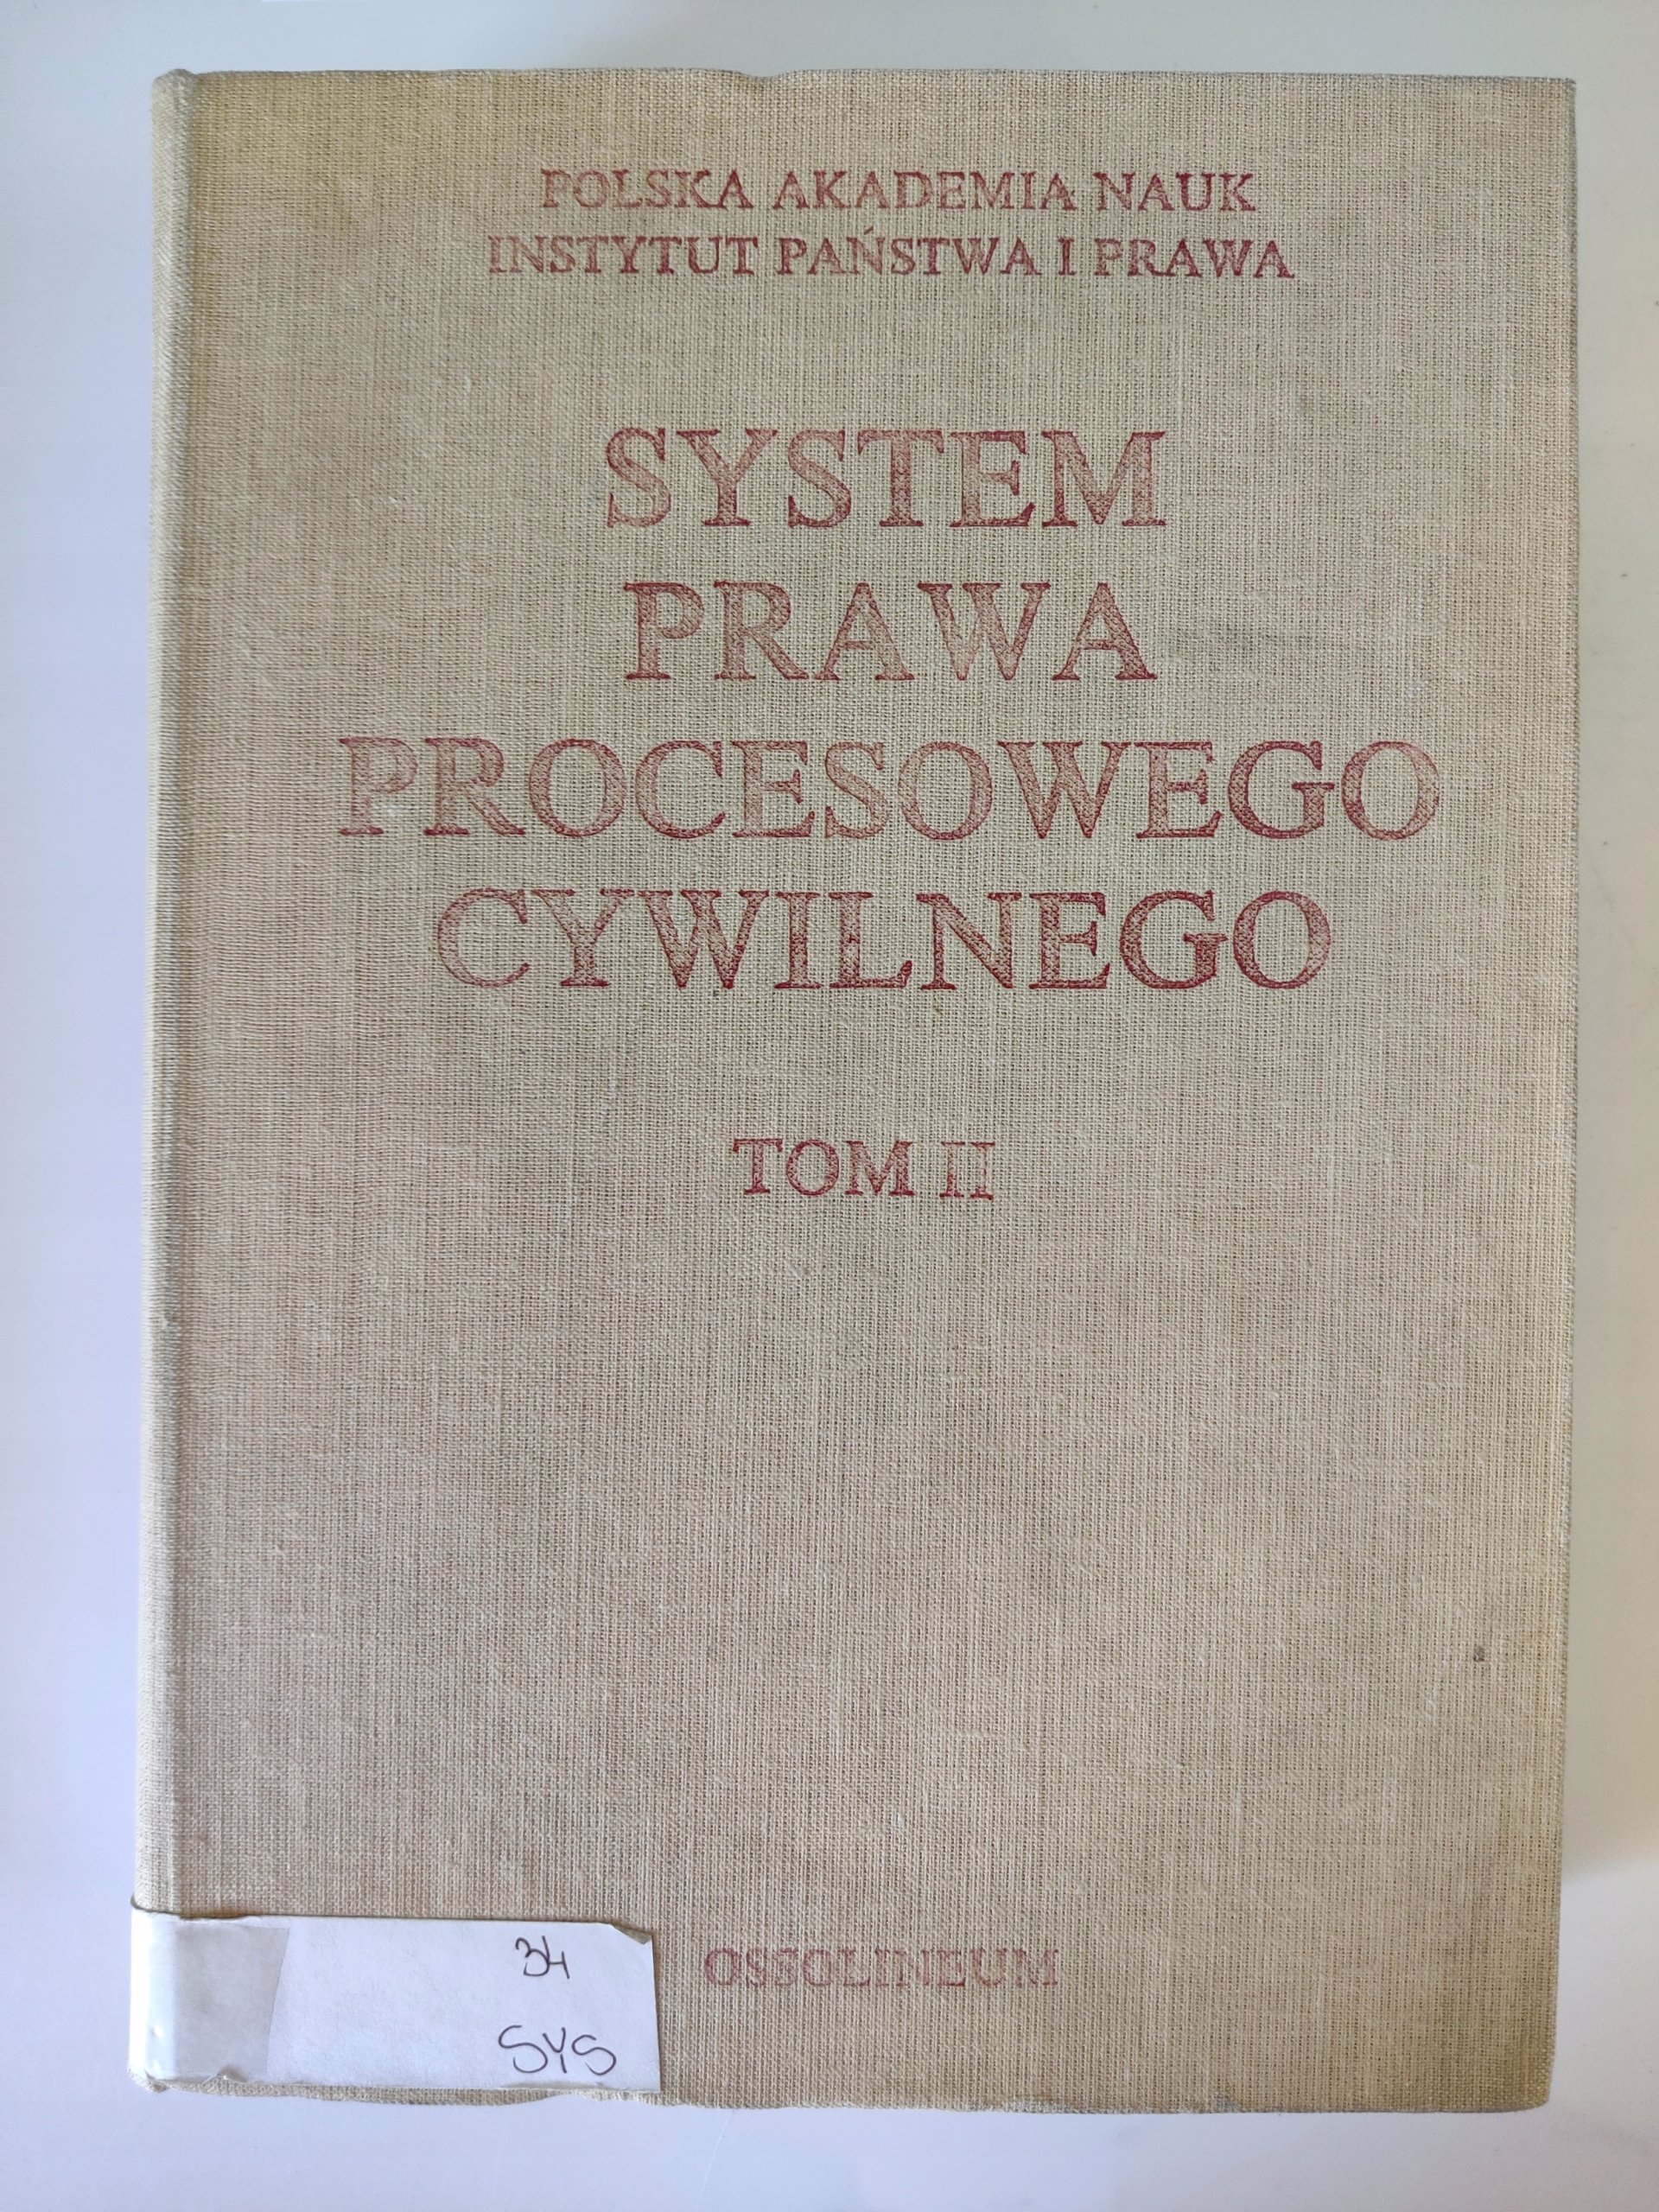 POLSKA AKADEMIA NAUK
INSTYTUT PAŃSTWA I PRAWA
SYSTEM
PRAWA
PROCESOWEGO
CYWILNEGO
TOM II
OSSOLINEUM
34
SYS